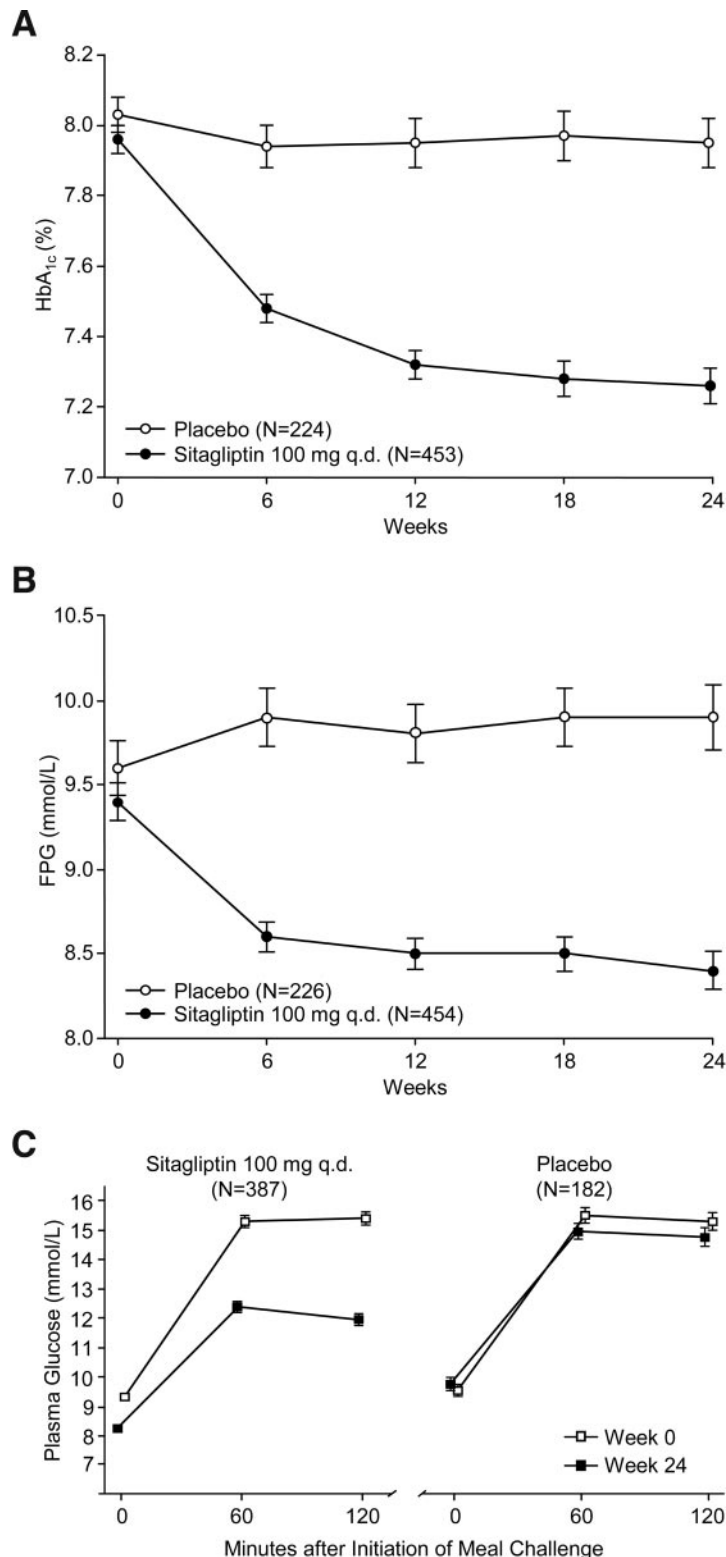 A
8.2
8.0
7.8
7.6
7.4
7.2
7.0
HbA1c (%)
Placebo (N=224)
Sitagliptin 100 mg q.d. (N=453)
0 6 12 18 24
Weeks
B
10.5
10.0
9.5
9.0
8.5
8.0
FPG (mmol/L)
Placebo (N=226)
Sitagliptin 100 mg q.d. (N=454)
0 6 12 18 24
Weeks
C
Sitagliptin 100 mg q.d.
(N=387)
Placebo
(N=182)
16
15
14
13
12
11
10
9
8
7
Plasma Glucose (mmol/L)
Week 0
Week 24
0 60 120 0 60 120
Minutes after Initiation of Meal Challenge